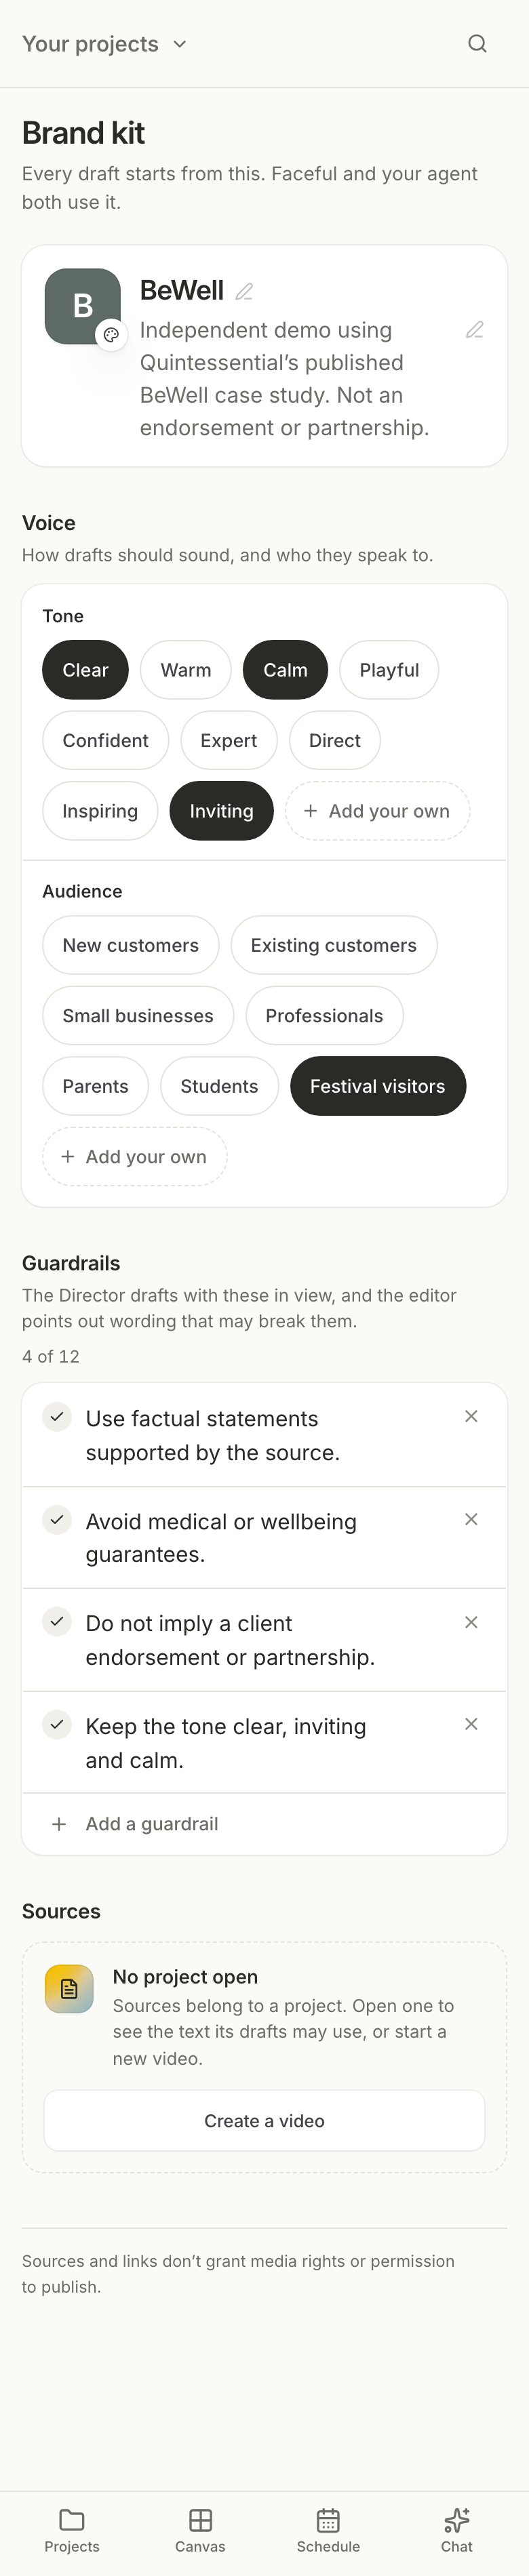 Your projects
Brand kit
Every draft starts from this. Faceful and your agent
both use it.
B
BeWell
Independent demo using
Quintessential’s published
BeWell case study. Not an
endorsement or partnership.
Voice
How drafts should sound, and who they speak to.
Tone
Clear Warm Calm Playful
Confident Expert Direct
Inspiring Inviting + Add your own
Audience
New customers Existing customers
Small businesses Professionals
Parents Students Festival visitors
+ Add your own
Guardrails
The Director drafts with these in view, and the editor
points out wording that may break them.
4 of 12
Use factual statements
supported by the source.
Avoid medical or wellbeing
guarantees.
Do not imply a client
endorsement or partnership.
Keep the tone clear, inviting
and calm.
+ Add a guardrail
Sources
No project open
Sources belong to a project. Open one to
see the text its drafts may use, or start a
new video.
Create a video
Sources and links don’t grant media rights or permission
to publish.
Projects Canvas Schedule Chat